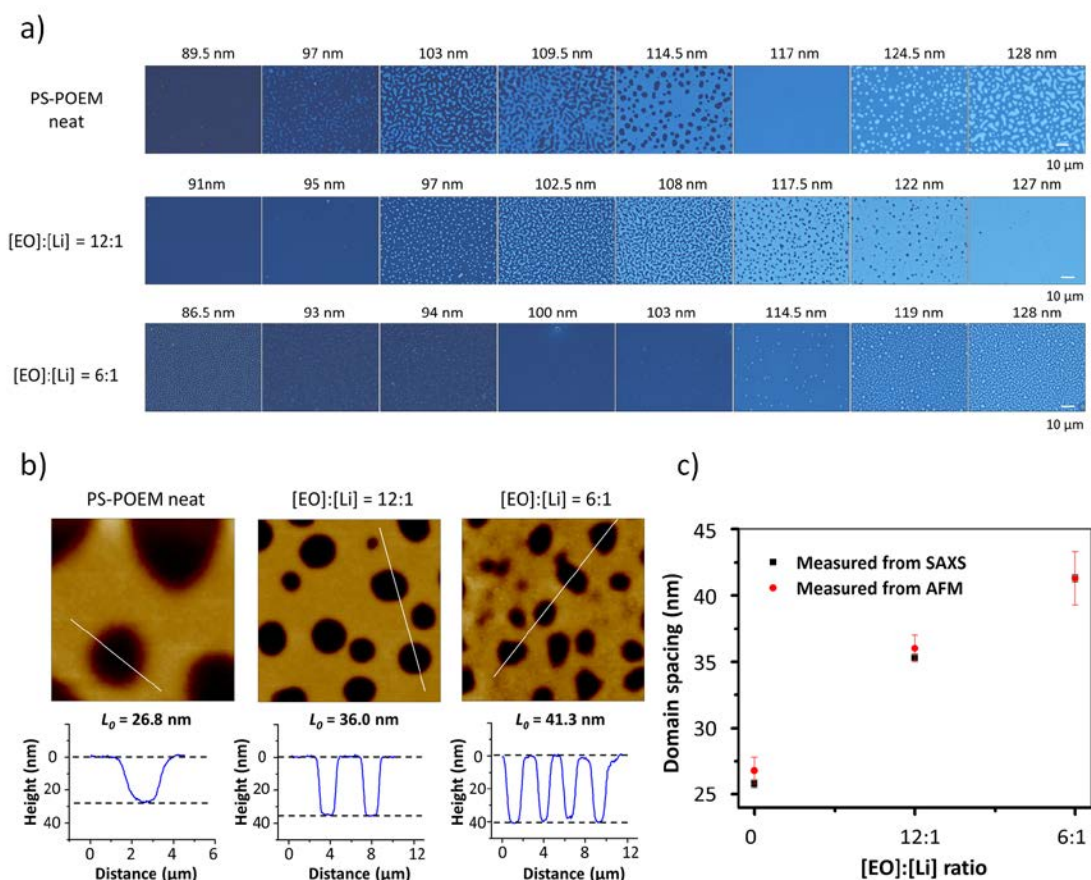 a)
89.5 nm 97 nm 103 nm 109.5 nm 114.5 nm 117 nm 124.5 nm 128 nm
PS-POEM
neat
10 µm
91nm 95 nm 97 nm 102.5 nm 108 nm 117.5 nm 122 nm 127 nm
[EO]:[Li] = 12:1
10 µm
86.5 nm 93 nm 94 nm 100 nm 103 nm 114.5 nm 119 nm 128 nm
[EO]:[Li] = 6:1
10 µm
b)
PS-POEM neat [EO]:[Li] = 12:1 [EO]:[Li] = 6:1
L0 = 26.8 nm L0 = 36.0 nm L0 = 41.3 nm
Height (nm)
0
20
40
0 2 4 6
Distance (µm)
Height (nm)
0
20
40
0 2 4 6 8 10
Distance (µm)
Height (nm)
0
20
40
0 3 6 9 12
Distance (µm)
c)
Domain spacing (nm)
45
40
35
30
25
Measured from SAXS
Measured from AFM
0 12:1 6:1
[EO]:[Li] ratio